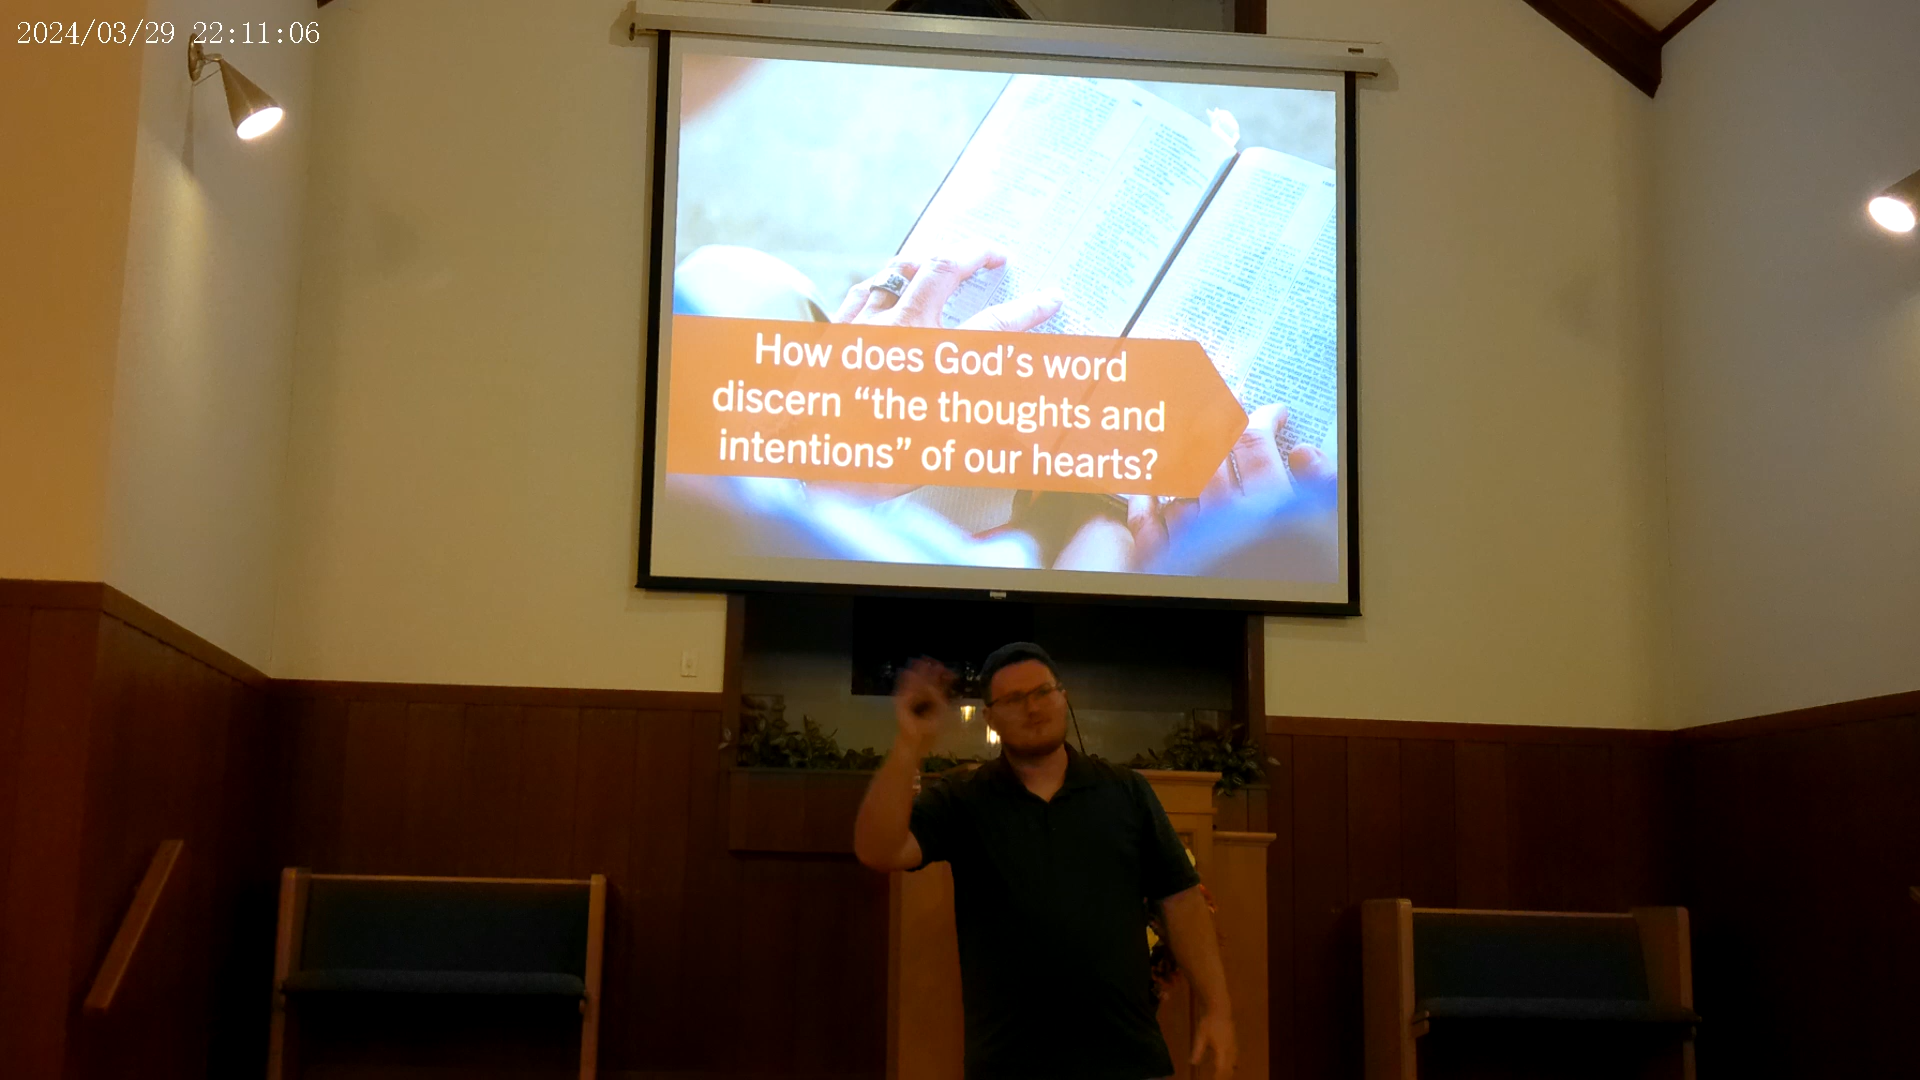 2024/03/29 22:11:06
How does God’s word
discern “the thoughts and
intentions” of our hearts?